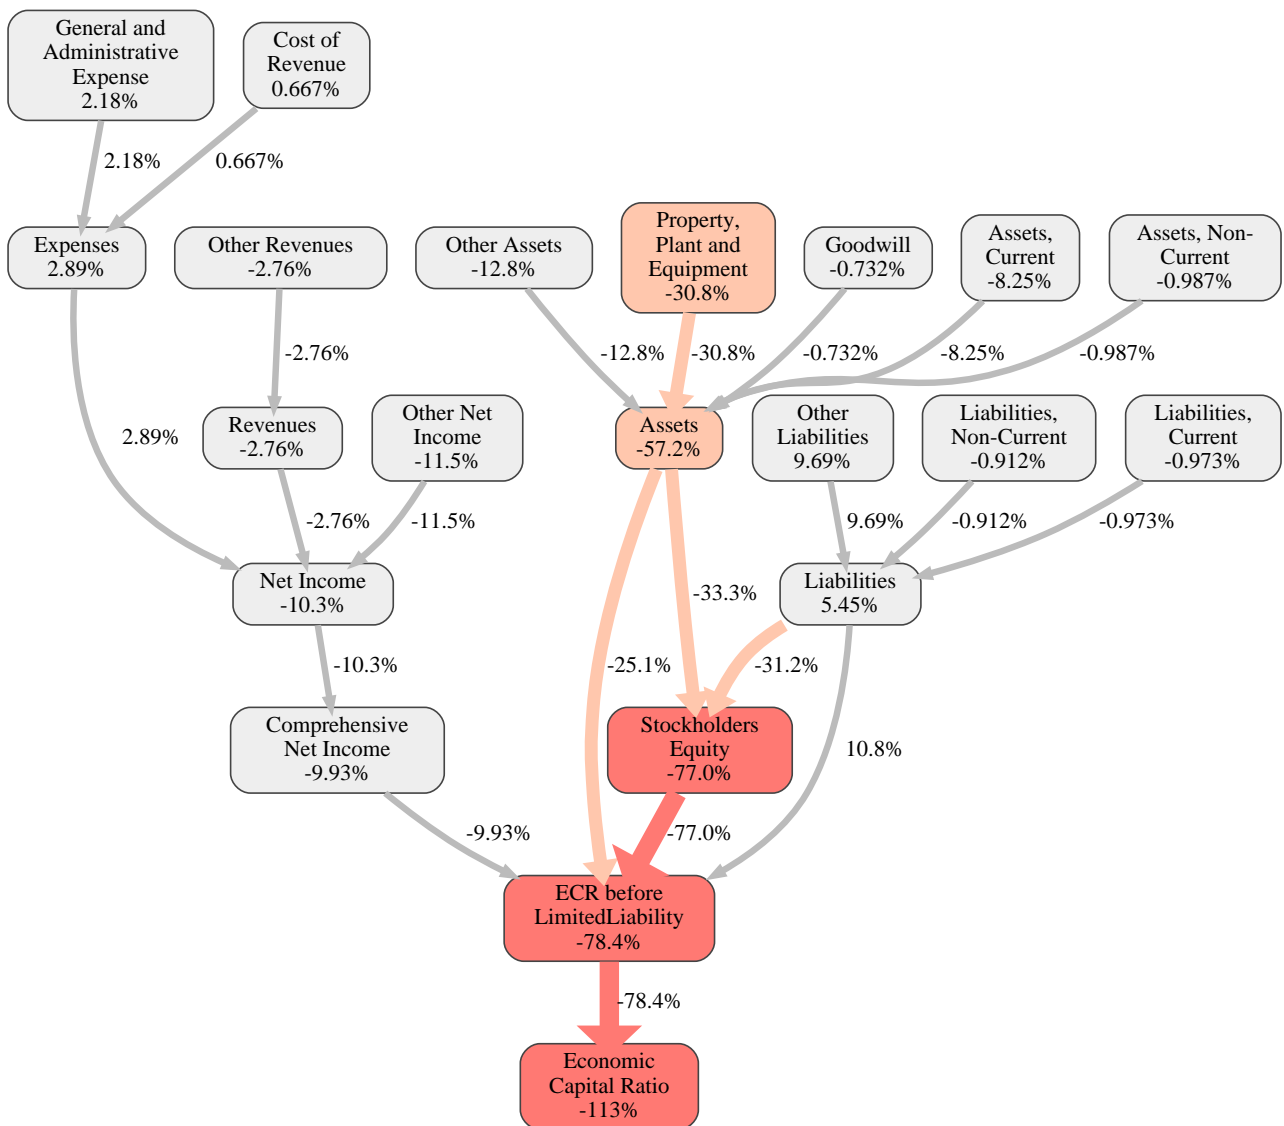 General and
Administrative
Expense
2.18%
Cost of
Revenue
0.667%
2.18%
0.667%
Expenses
2.89%
Other Revenues
-2.76%
Other Assets
-12.8%
Property,
Plant and
Equipment
-30.8%
Goodwill
-0.732%
Assets,
Current
-8.25%
Assets, Non-
Current
-0.987%
-2.76%
-12.8%
-30.8%
-0.732%
-8.25%
-0.987%
2.89%
Revenues
-2.76%
Other Net
Income
-11.5%
Assets
-57.2%
Other
Liabilities
9.69%
Liabilities,
Non-Current
-0.912%
Liabilities,
Current
-0.973%
-2.76%
-11.5%
9.69%
-0.912%
-0.973%
Net Income
-10.3%
-33.3%
Liabilities
5.45%
-10.3%
-25.1%
-31.2%
Comprehensive
Net Income
-9.93%
Stockholders
Equity
-77.0%
10.8%
-9.93%
-77.0%
ECR before
LimitedLiability
-78.4%
-78.4%
Economic
Capital Ratio
-113%